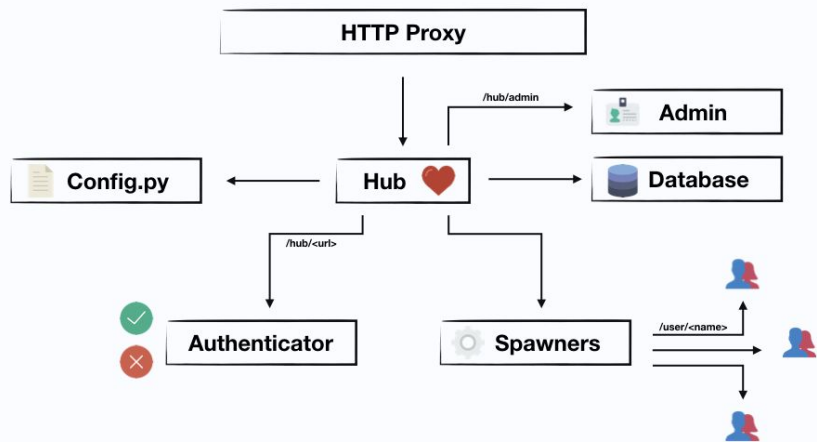 HTTP Proxy
/hub/admin
Admin
Config.py
Hub
Database
/hub/<url>
Authenticator
Spawners
/user/<name>